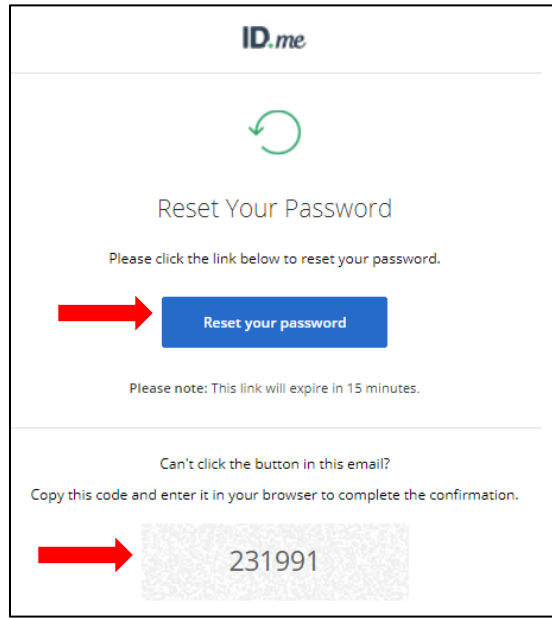 ID.me
Reset Your Password
Please click the link below to reset your password.
Reset your password
Please note: This link will expire in 15 minutes.
Can't click the button in this email?
Copy this code and enter it in your browser to complete the confirmation.
231991